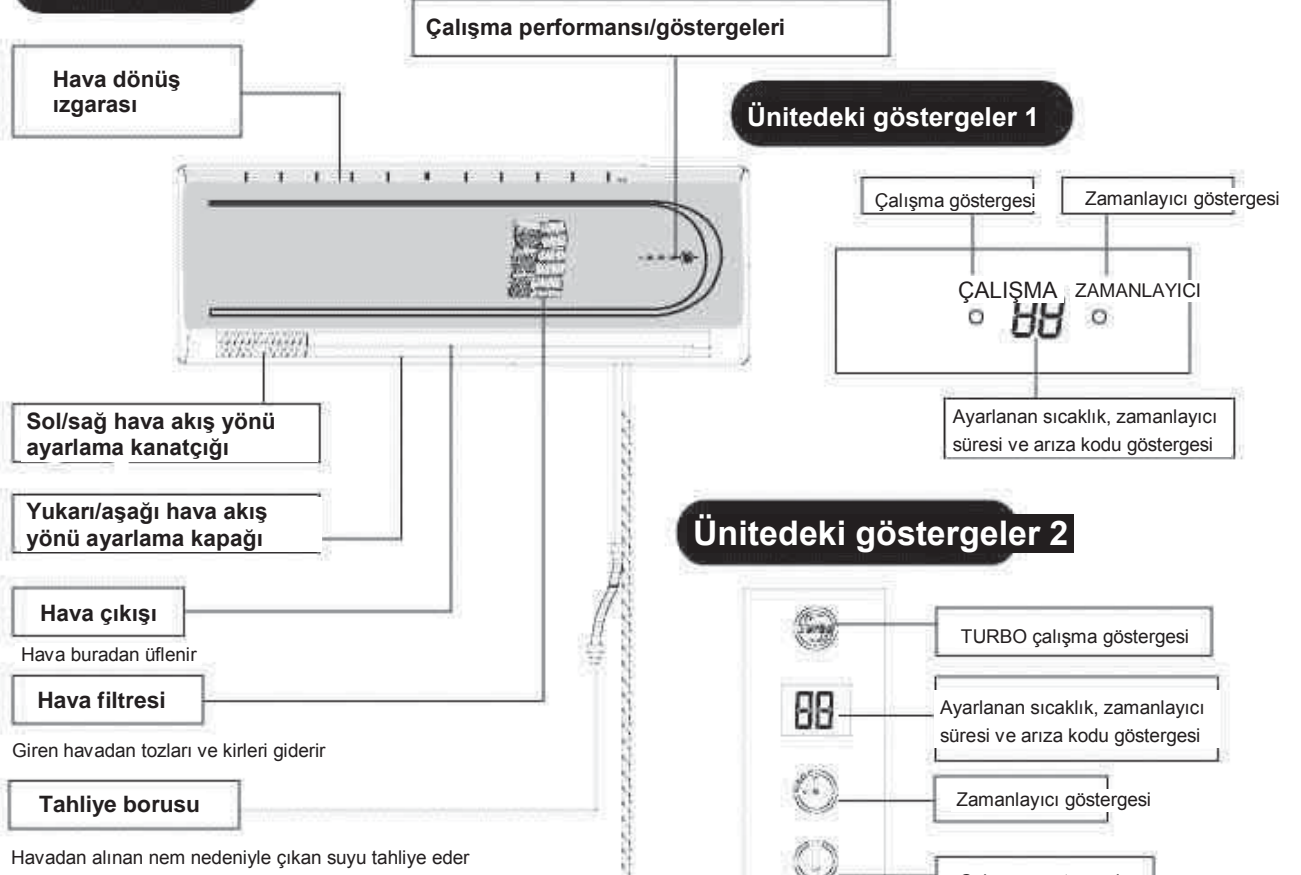 Çalışma performansı/göstergeleri
Hava dönüş
ızgarası
Ünitedeki göstergeler 1
Çalışma göstergesi
Zamanlayıcı göstergesi
ÇALIŞMA ZAMANLAYICI
88
Ayarlanan sıcaklık, zamanlayıcı
süresi ve arıza kodu göstergesi
Sol/sağ hava akış yönü
ayarlama kanatçığı
Yukarı/aşağı hava akış
yönü ayarlama kapağı
Hava çıkışı
Hava buradan üflenir
Hava filtresi
Giren havadan tozları ve kirleri giderir
Tahliye borusu
Havadan alınan nem nedeniyle çıkan suyu tahliye eder
Ünitedeki göstergeler 2
TURBO çalışma göstergesi
88
Ayarlanan sıcaklık, zamanlayıcı
süresi ve arıza kodu göstergesi
Zamanlayıcı göstergesi